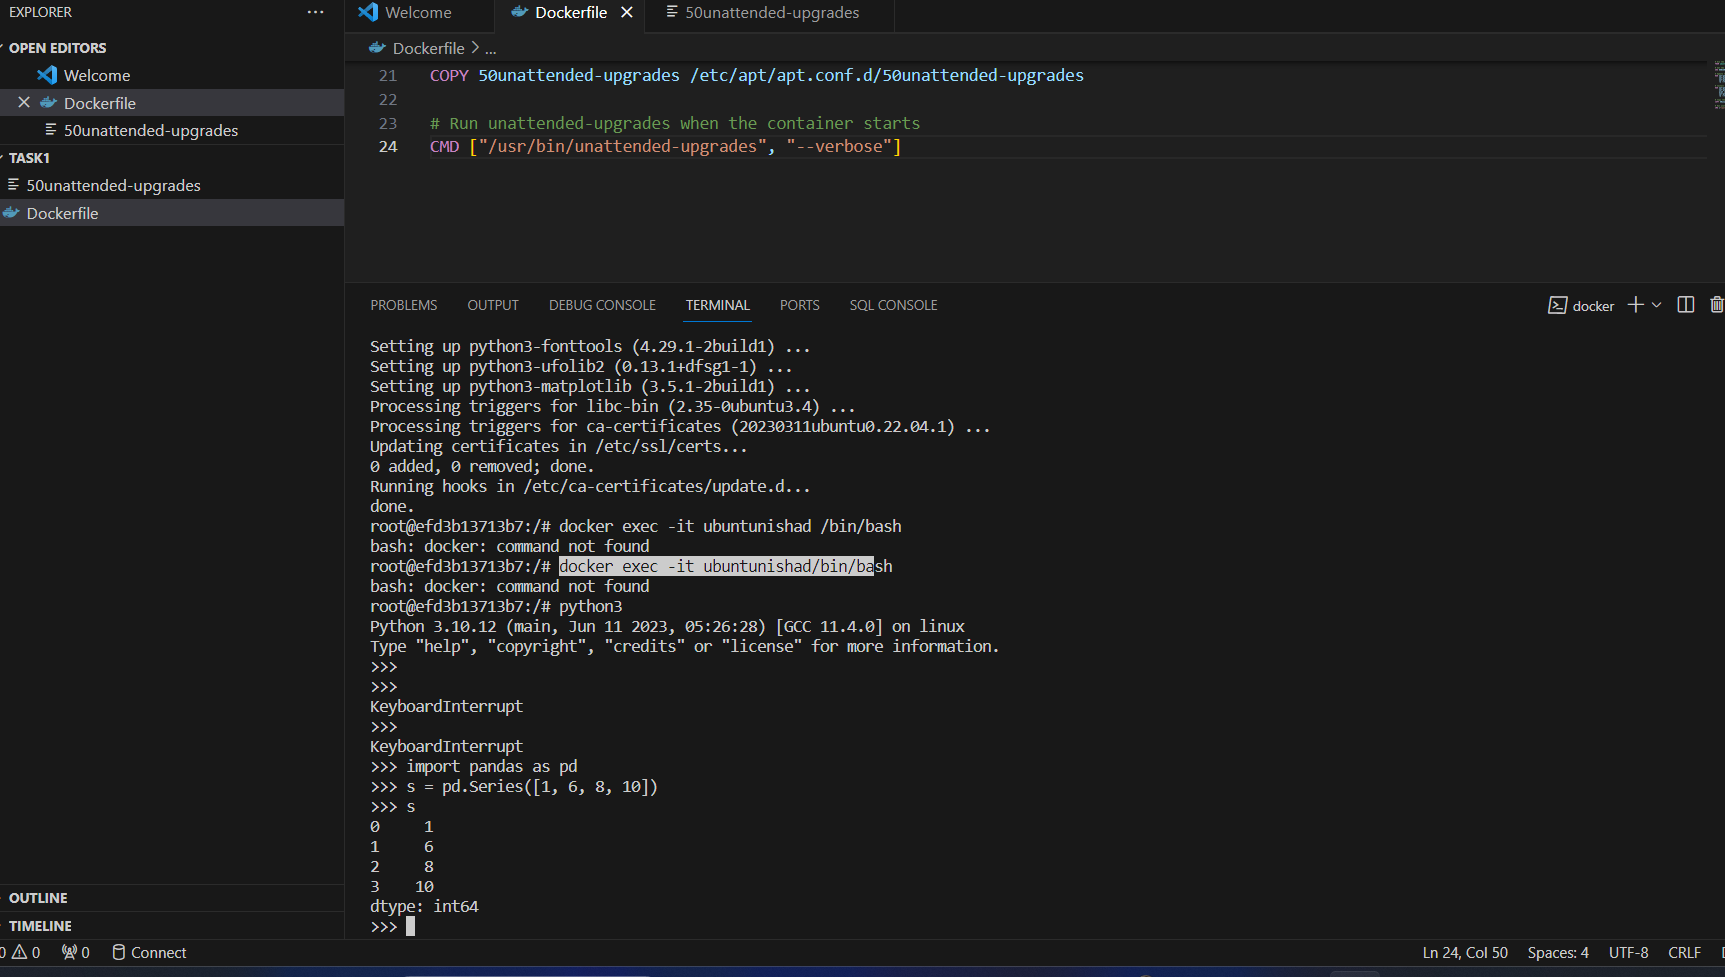 EXPLORER
OPEN EDITORS
Welcome
Dockerfile
50unattended-upgrades
TASK1
50unattended-upgrades
Dockerfile
OUTLINE
TIMELINE
Welcome
Dockerfile
50unattended-upgrades
Dockerfile > ...
21 COPY 50unattended-upgrades /etc/apt/apt.conf.d/50unattended-upgrades
22
23 # Run unattended-upgrades when the container starts
24 CMD ["/usr/bin/unattended-upgrades", "--verbose"]
PROBLEMS OUTPUT DEBUG CONSOLE TERMINAL PORTS SQL CONSOLE docker
Setting up python3-fonttools (4.29.1-2build1) ...
Setting up python3-ufolib2 (0.13.1+dfsg1-1) ...
Setting up python3-matplotlib (3.5.1-2build1) ...
Processing triggers for libc-bin (2.35-0ubuntu3.4) ...
Processing triggers for ca-certificates (20230311ubuntu0.22.04.1) ...
Updating certificates in /etc/ssl/certs...
0 added, 0 removed; done.
Running hooks in /etc/ca-certificates/update.d...
done.
root@efd3b13713b7:/# docker exec -it ubuntunishad /bin/bash
bash: docker: command not found
root@efd3b13713b7:/# docker exec -it ubuntunishad/bin/bash
bash: docker: command not found
root@efd3b13713b7:/# python3
Python 3.10.12 (main, Jun 11 2023, 05:26:28) [GCC 11.4.0] on linux
Type "help", "copyright", "credits" or "license" for more information.
>>>
>>>
KeyboardInterrupt
>>>
KeyboardInterrupt
>>> import pandas as pd
>>> s = pd.Series([1, 6, 8, 10])
>>> s
0     1
1     6
2     8
3    10
dtype: int64
>>>
0 0 0 Connect Ln 24, Col 50 Spaces: 4 UTF-8 CRLF